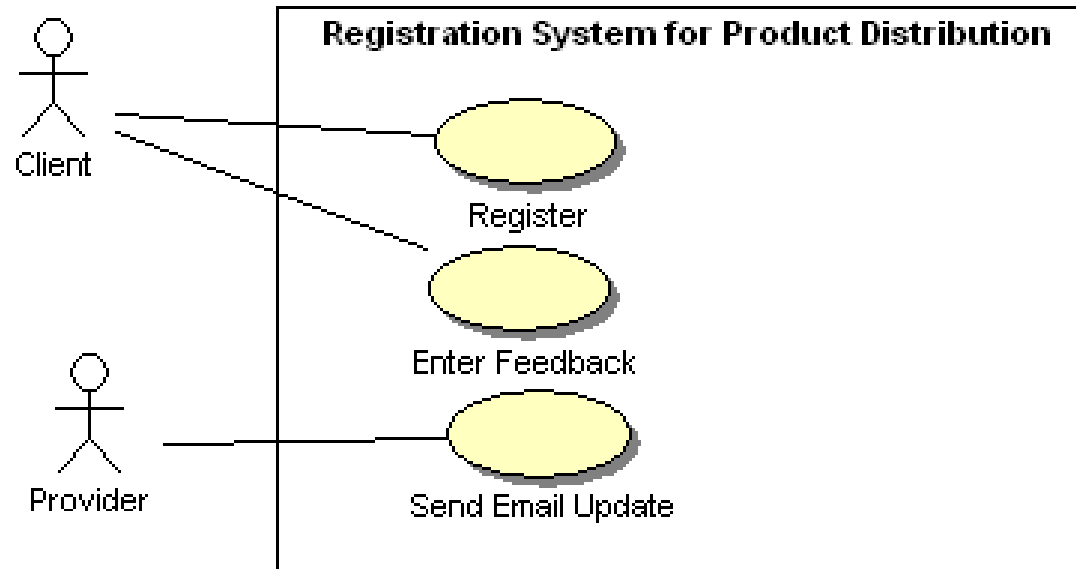 Registration System for Product Distribution
Client
Register
Enter Feedback
Provider
Send Email Update